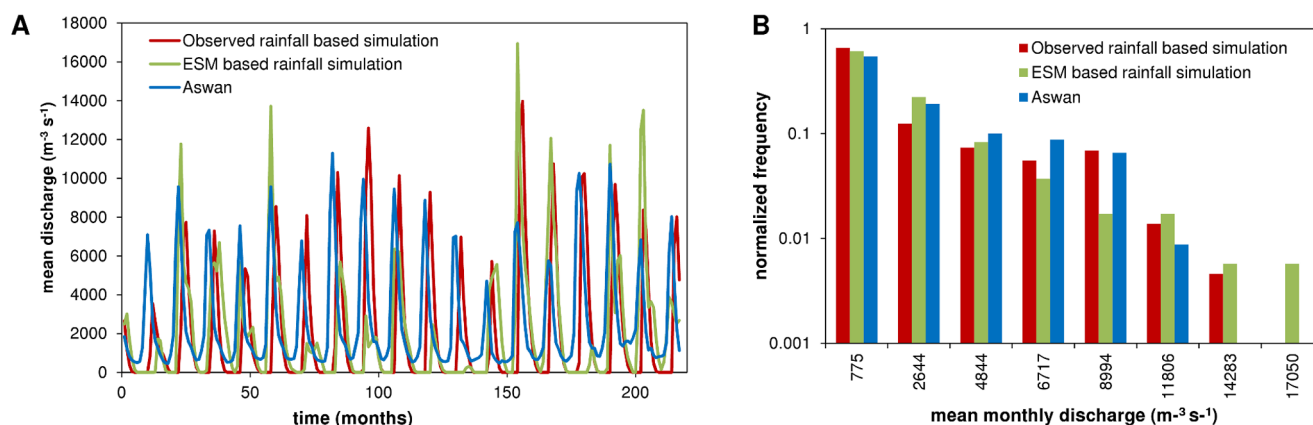 A
18000
16000
14000
12000
10000
8000
6000
4000
2000
0
mean discharge (m⁻³ s⁻¹)
Observed rainfall based simulation
ESM based rainfall simulation
Aswan
0 50 100 150 200
time (months)
B
1
0.1
0.01
0.001
normalized frequency
Observed rainfall based simulation
ESM based rainfall simulation
Aswan
775 2644 4844 6717 8994 11806 14283 17050
mean monthly discharge (m-³ s-¹)